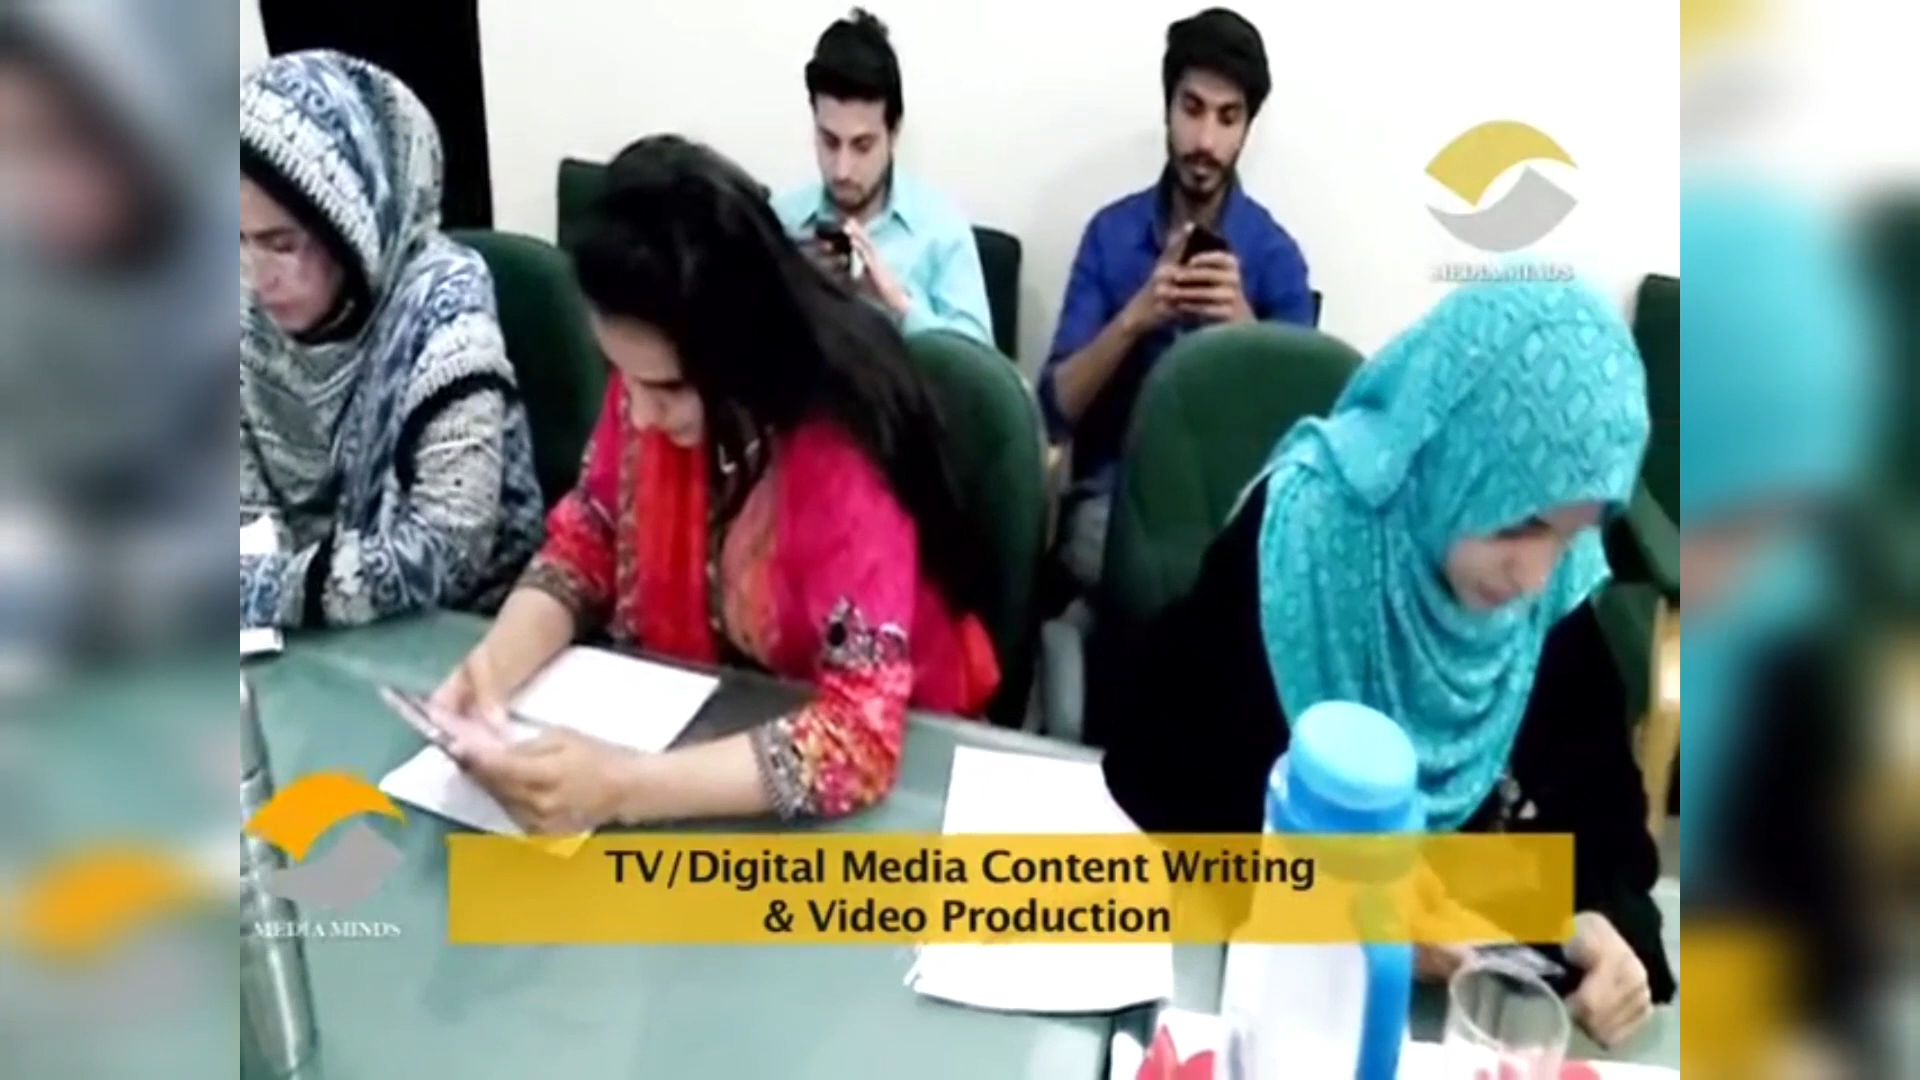 MEDIA MINDS
TV/Digital Media Content Writing
& Video Production
MEDIA MINDS